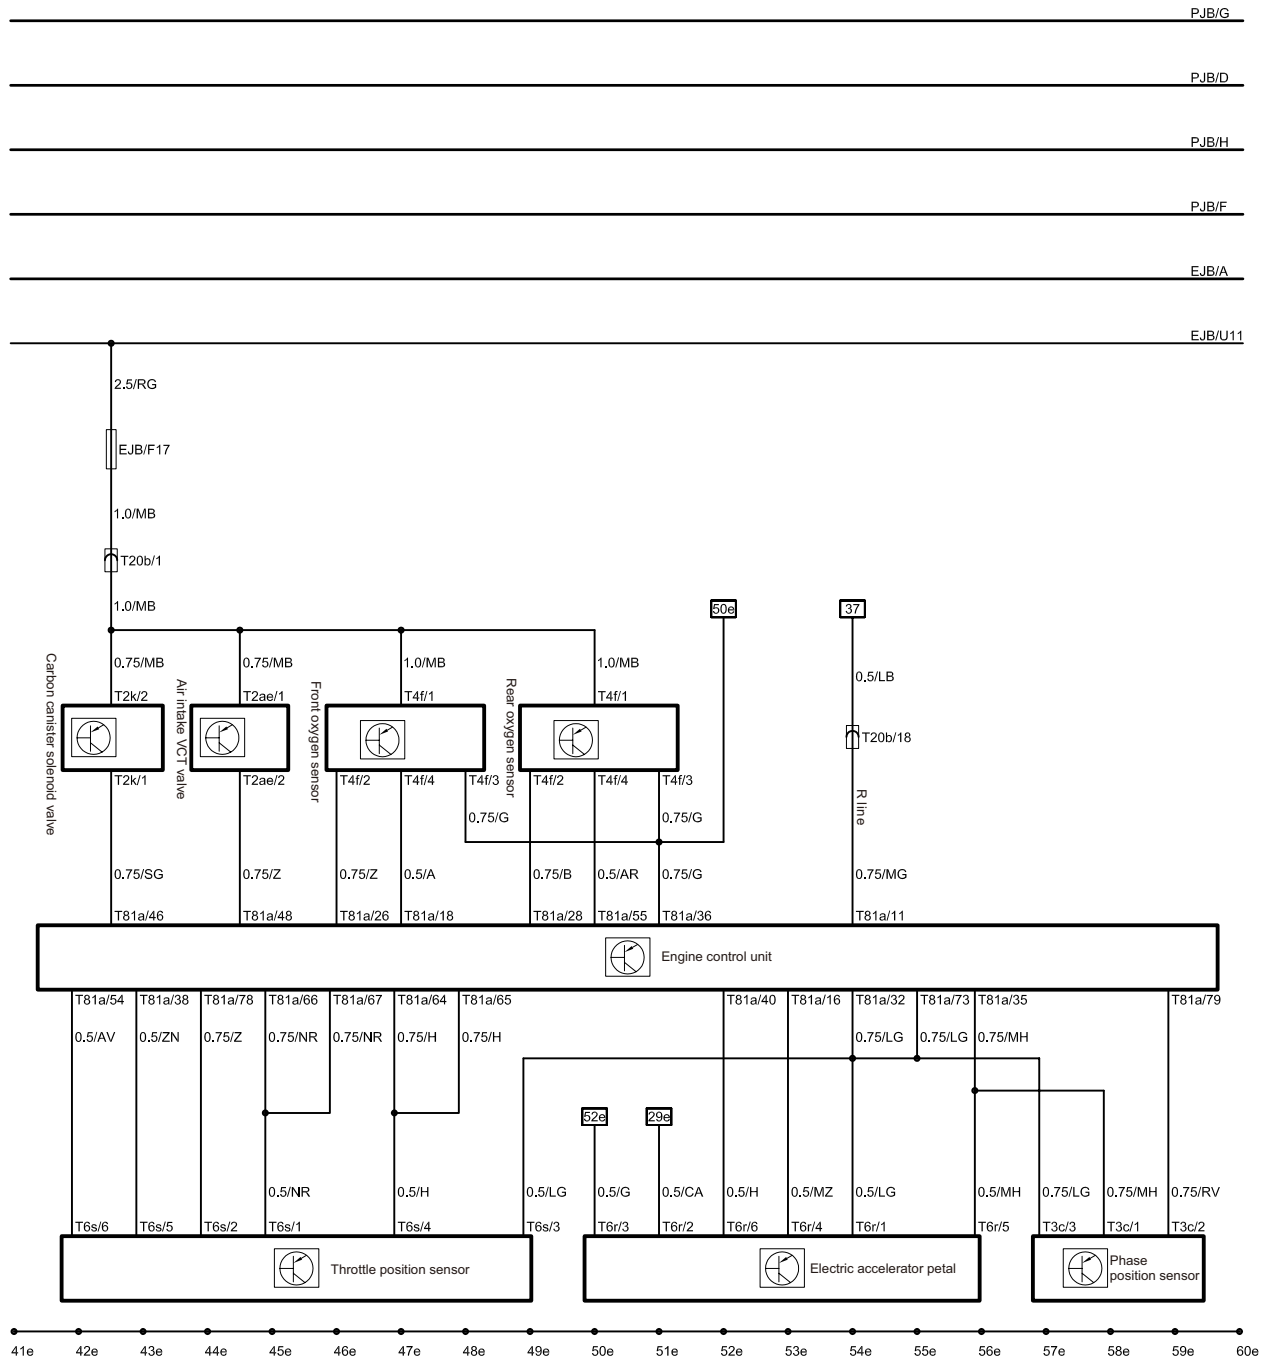 PJB/G
PJB/D
PJB/H
PJB/F
EJB/A
EJB/U11
2.5/RG
EJB/F17
1.0/MB
T20b/1
1.0/MB
50e
37
0.75/MB
0.75/MB
1.0/MB
1.0/MB
0.5/LB
Carbon canister solenoid valve
Air intake VCT valve
Front oxygen sensor
Rear oxygen sensor
T2k/2
T2ae/1
T4f/1
T4f/1
T20b/18
T2k/1
T2ae/2
T4f/2
T4f/4
T4f/3
T4f/2
T4f/4
T4f/3
R line
0.75/G
0.75/G
0.75/SG
0.75/Z
0.75/Z
0.5/A
0.75/B
0.5/AR
0.75/G
0.75/MG
T81a/46
T81a/48
T81a/26
T81a/18
T81a/28
T81a/55
T81a/36
T81a/11
Engine control unit
T81a/54
T81a/38
T81a/78
T81a/66
T81a/67
T81a/64
T81a/65
T81a/40
T81a/16
T81a/32
T81a/73
T81a/35
T81a/79
0.5/AV
0.5/ZN
0.75/Z
0.75/NR
0.75/NR
0.75/H
0.75/H
0.75/LG
0.75/LG
0.75/MH
52e
29e
0.5/NR
0.5/H
0.5/LG
0.5/G
0.5/CA
0.5/H
0.5/MZ
0.5/LG
0.5/MH
0.75/LG
0.75/MH
0.75/RV
T6s/6
T6s/5
T6s/2
T6s/1
T6s/4
T6s/3
T6r/3
T6r/2
T6r/6
T6r/4
T6r/1
T6r/5
T3c/3
T3c/1
T3c/2
Throttle position sensor
Electric accelerator petal
Phase
position sensor
41e 42e 43e 44e 45e 46e 47e 48e 49e 50e 51e 52e 53e 54e 55e 56e 57e 58e 59e 60e